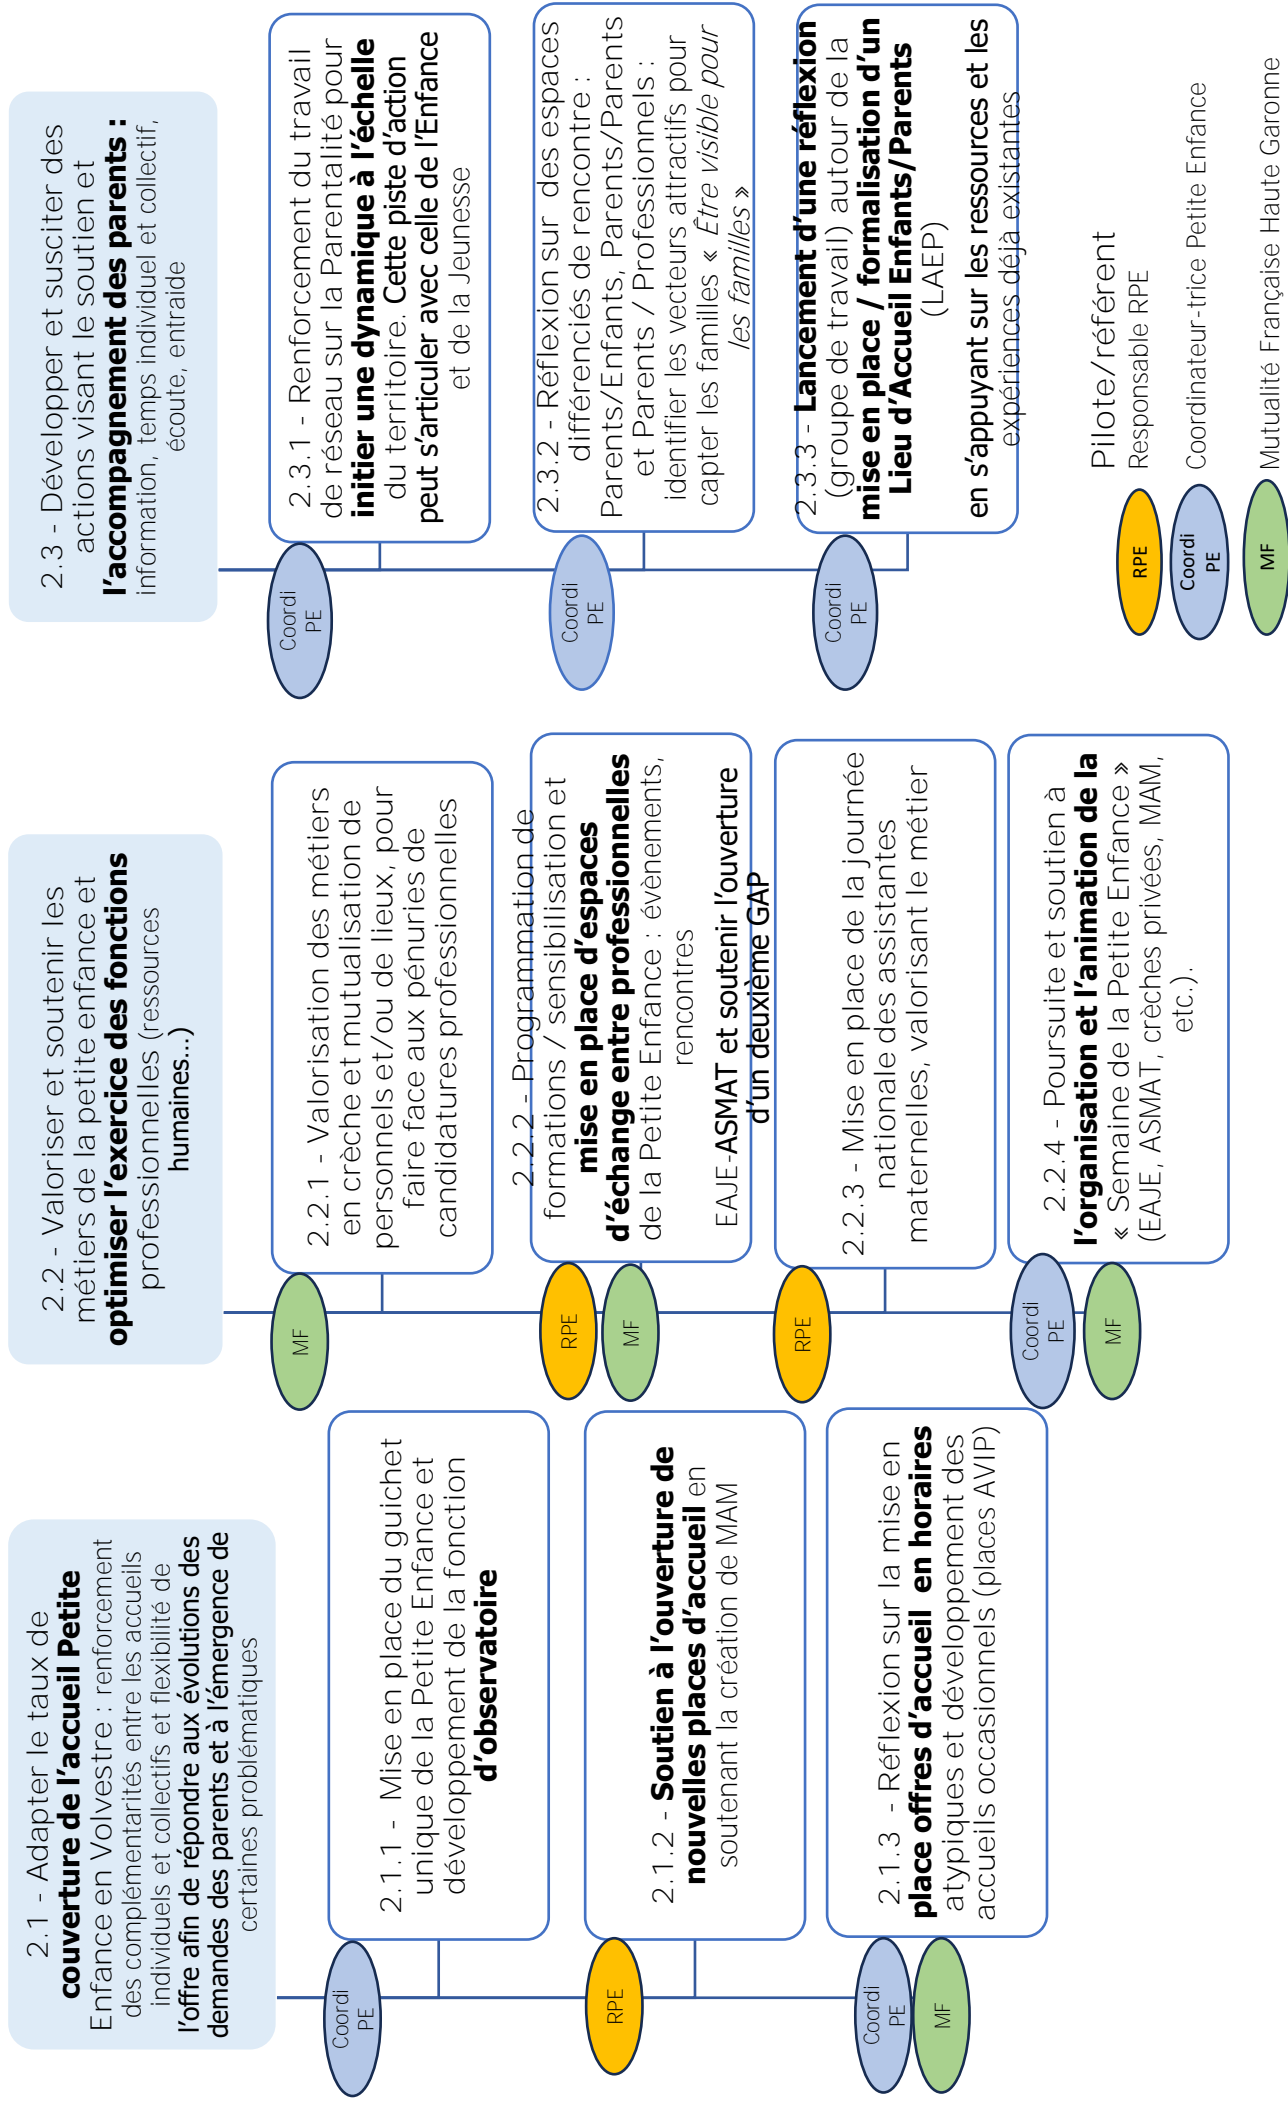 2.1 - Adapter le taux de
couverture de l'accueil Petite
Enfance en Volvestre : renforcement
des complémentarités entre les accueils
individuels et collectifs et flexibilité de
l'offre afin de répondre aux évolutions des
demandes des parents et à l'émergence de
certaines problématiques
Coordi
PE
2.1.1 - Mise en place du guichet
unique de la Petite Enfance et
développement de la fonction
d'observatoire
RPE
2.1.2 - Soutien à l'ouverture de
nouvelles places d'accueil en
soutenant la création de MAM
Coordi
PE
MF
2.1.3 - Réflexion sur la mise en
place offres d'accueil en horaires
atypiques et développement des
accueils occasionnels (places AVIP)
2.2 - Valoriser et soutenir les
métiers de la petite enfance et
optimiser l'exercice des fonctions
professionnelles (ressources
humaines...)
MF
2.2.1 - Valorisation des métiers
en crèche et mutualisation de
personnels et/ou de lieux, pour
faire face aux pénuries de
candidatures professionnelles
RPE
MF
2.2.2 - Programmation de
formations / sensibilisation et
mise en place d'espaces
d'échange entre professionnelles
de la Petite Enfance : évènements,
rencontres
EAJE-ASMAT et soutenir l'ouverture
d'un deuxième GAP
RPE
2.2.3 - Mise en place de la journée
nationale des assistantes
maternelles, valorisant le métier
Coordi
PE
MF
2.2.4 - Poursuite et soutien à
l'organisation et l'animation de la
« Semaine de la Petite Enfance »
(EAJE, ASMAT, crèches privées, MAM,
etc.).
2.3 - Développer et susciter des
actions visant le soutien et
l'accompagnement des parents :
information, temps individuel et collectif,
écoute, entraide
Coordi
PE
2.3.1 - Renforcement du travail
de réseau sur la Parentalité pour
initier une dynamique à l'échelle
du territoire. Cette piste d'action
peut s'articuler avec celle de l'Enfance
et de la Jeunesse
Coordi
PE
2.3.2 - Réflexion sur des espaces
différenciés de rencontre :
Parents/Enfants, Parents/Parents
et Parents / Professionnels :
identifier les vecteurs attractifs pour
capter les familles « Être visible pour
les familles »
Coordi
PE
2.3.3 - Lancement d'une réflexion
(groupe de travail) autour de la
mise en place / formalisation d'un
Lieu d'Accueil Enfants/Parents
(LAEP)
en s'appuyant sur les ressources et les
expériences déjà existantes
Pilote/référent
RPE
Responsable RPE
Coordi
PE
Coordinateur-trice Petite Enfance
MF
Mutualité Française Haute Garonne